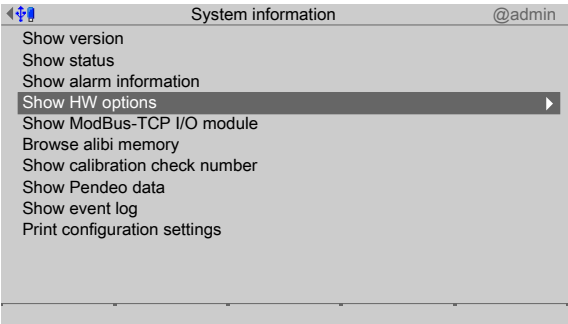 System information @admin
Show version
Show status
Show alarm information
Show HW options
Show ModBus-TCP I/O module
Browse alibi memory
Show calibration check number
Show Pendeo data
Show event log
Print configuration settings